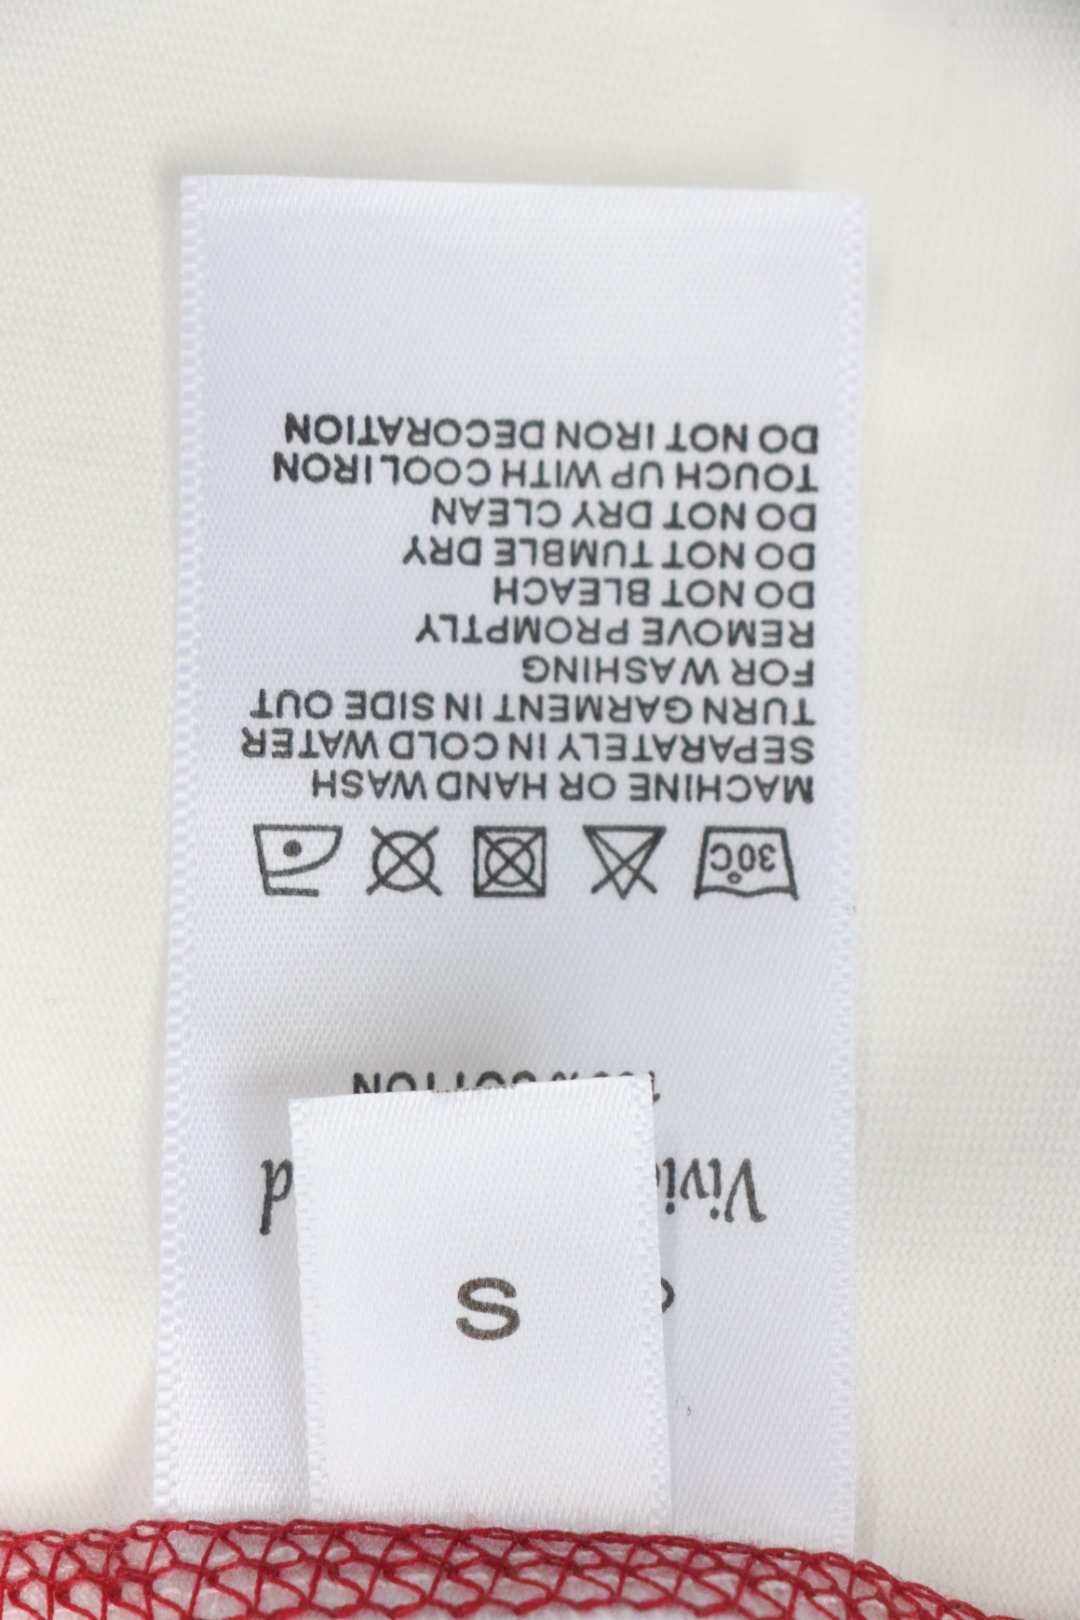 Vivi d
COTTON
30°C
MACHINE OR HAND WASH
SEPARATELY IN COLD WATER
TURN GARMENT IN SIDE OUT
FOR WASHING
REMOVE PROMPTLY
DO NOT BLEACH
DO NOT TUMBLE DRY
DO NOT DRY CLEAN
TOUCH UP WITH COOL IRON
DO NOT IRON DECORATION
S